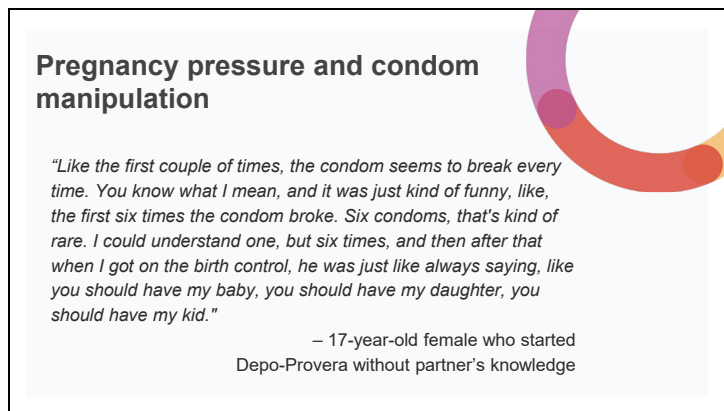 Pregnancy pressure and condom
manipulation
“Like the first couple of times, the condom seems to break every
time. You know what I mean, and it was just kind of funny, like,
the first six times the condom broke. Six condoms, that's kind of
rare. I could understand one, but six times, and then after that
when I got on the birth control, he was just like always saying, like
you should have my baby, you should have my daughter, you
should have my kid."
– 17-year-old female who started
Depo-Provera without partner’s knowledge